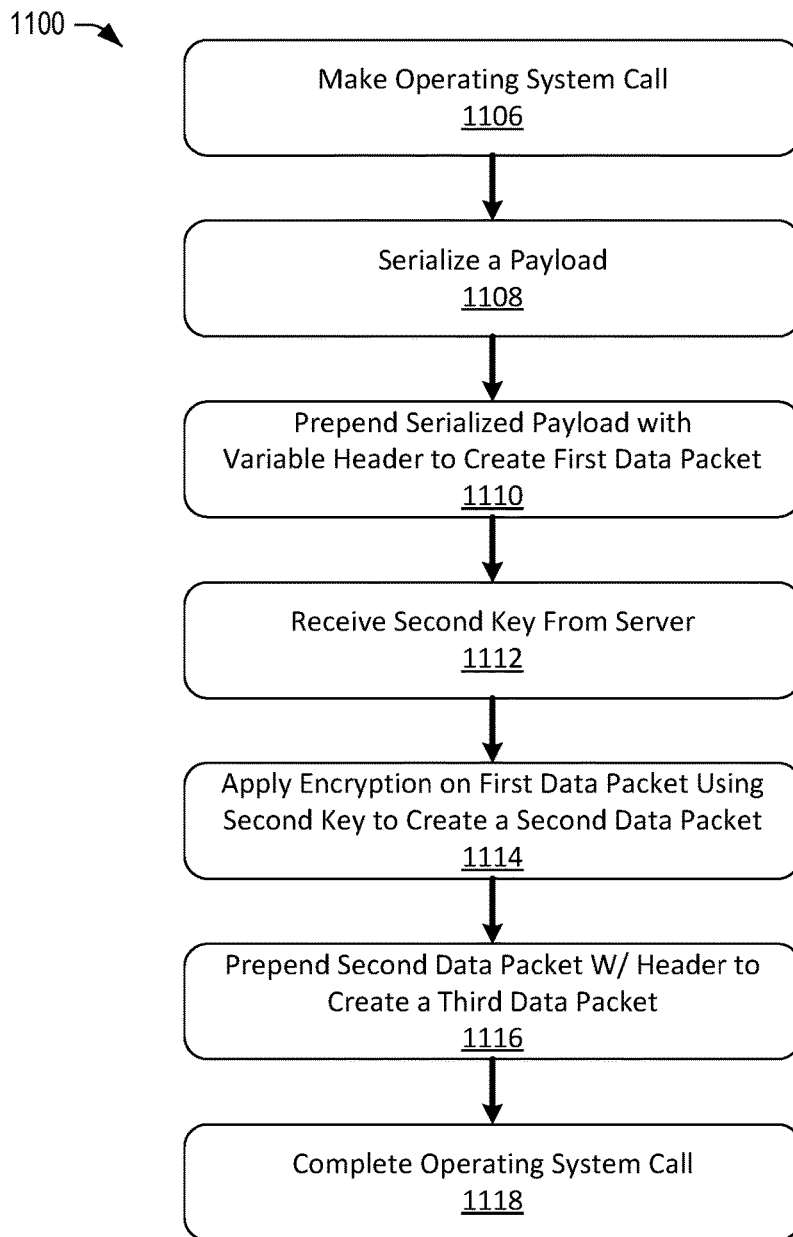 1100
Make Operating System Call
1106
Serialize a Payload
1108
Prepend Serialized Payload with
Variable Header to Create First Data Packet
1110
Receive Second Key From Server
1112
Apply Encryption on First Data Packet Using
Second Key to Create a Second Data Packet
1114
Prepend Second Data Packet W/ Header to
Create a Third Data Packet
1116
Complete Operating System Call
1118